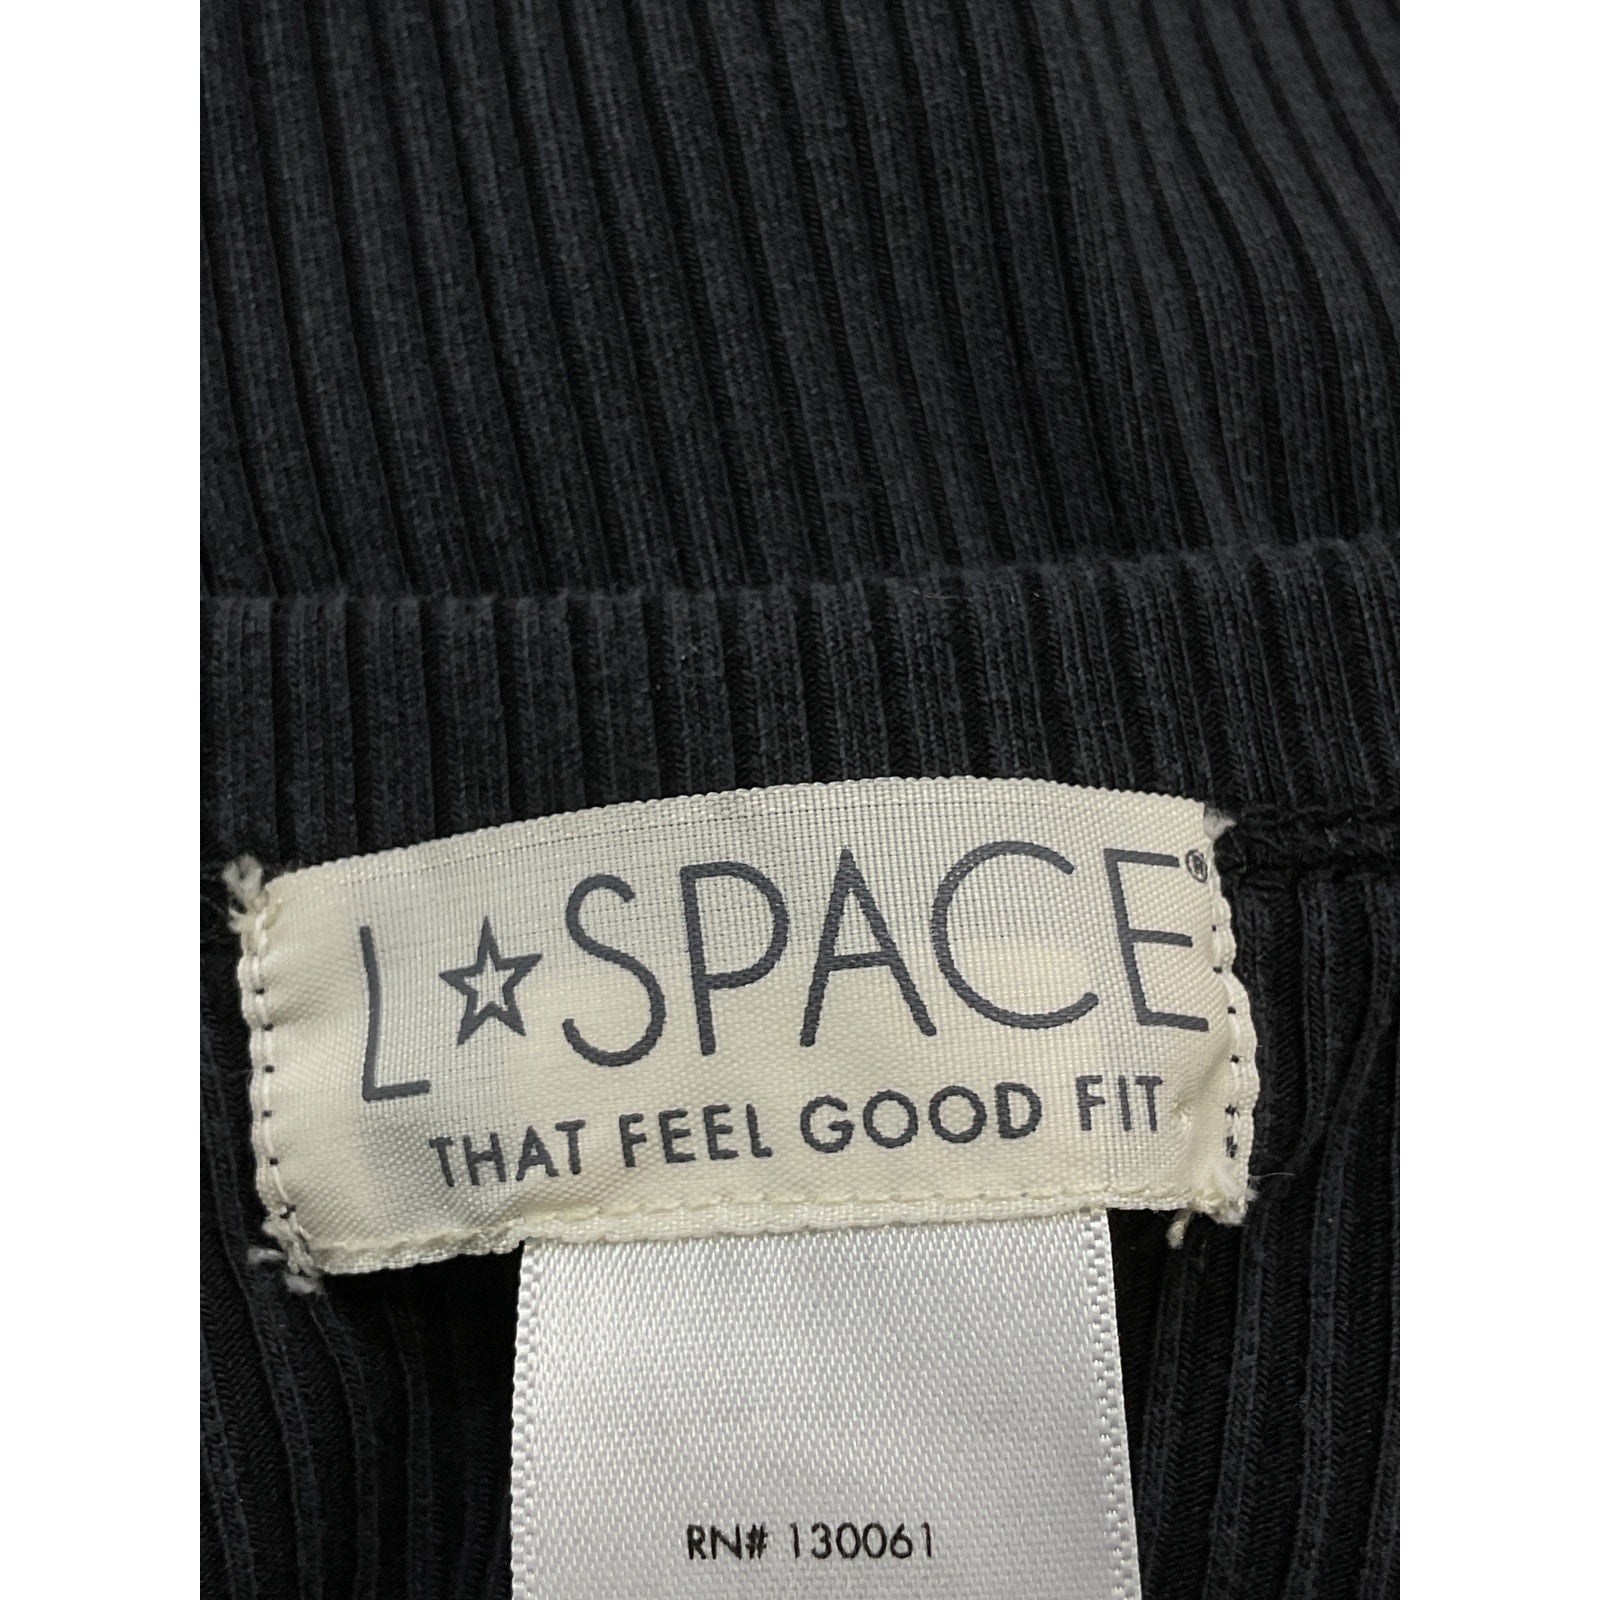 L☆SPACE®
THAT FEEL GOOD FIT
RN# 130061